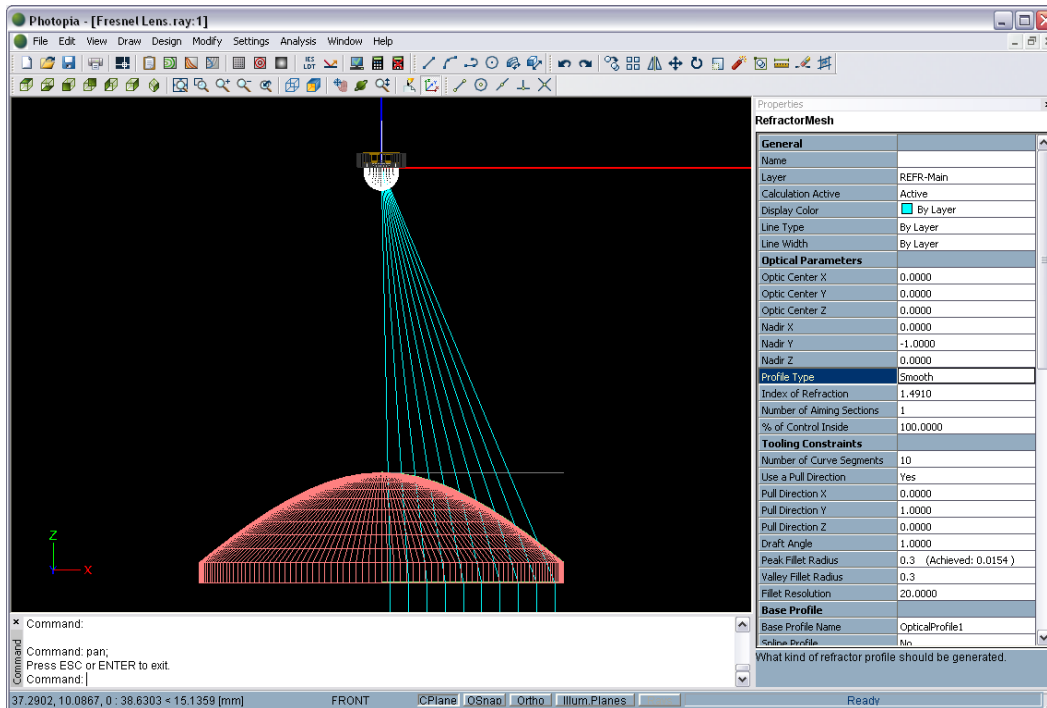 Photopia - [Fresnel Lens.ray:1]
File Edit View Draw Design Modify Settings Analysis Window Help
IES
LDT
Properties
RefractorMesh
General
Name
Layer REFR-Main
Calculation Active Active
Display Color By Layer
Line Type By Layer
Line Width By Layer
Optical Parameters
Optic Center X 0.0000
Optic Center Y 0.0000
Optic Center Z 0.0000
Nadir X 0.0000
Nadir Y -1.0000
Nadir Z 0.0000
Profile Type Smooth
Index of Refraction 1.4910
Number of Aiming Sections 1
% of Control Inside 100.0000
Tooling Constraints
Number of Curve Segments 10
Use a Pull Direction Yes
Pull Direction X 0.0000
Pull Direction Y 1.0000
Pull Direction Z 0.0000
Draft Angle 1.0000
Peak Fillet Radius 0.3 (Achieved: 0.0154 )
Valley Fillet Radius 0.3
Fillet Resolution 20.0000
Base Profile
Base Profile Name OpticalProfile1
Spline Profile No
What kind of refractor profile should be generated.
Z
X
Command
Command:
Command: pan;
Press ESC or ENTER to exit.
Command:
37.2902, 10.0867, 0 : 38.6303 < 15.1359 [mm] FRONT CPlane OSnap Ortho Illum.Planes Ready